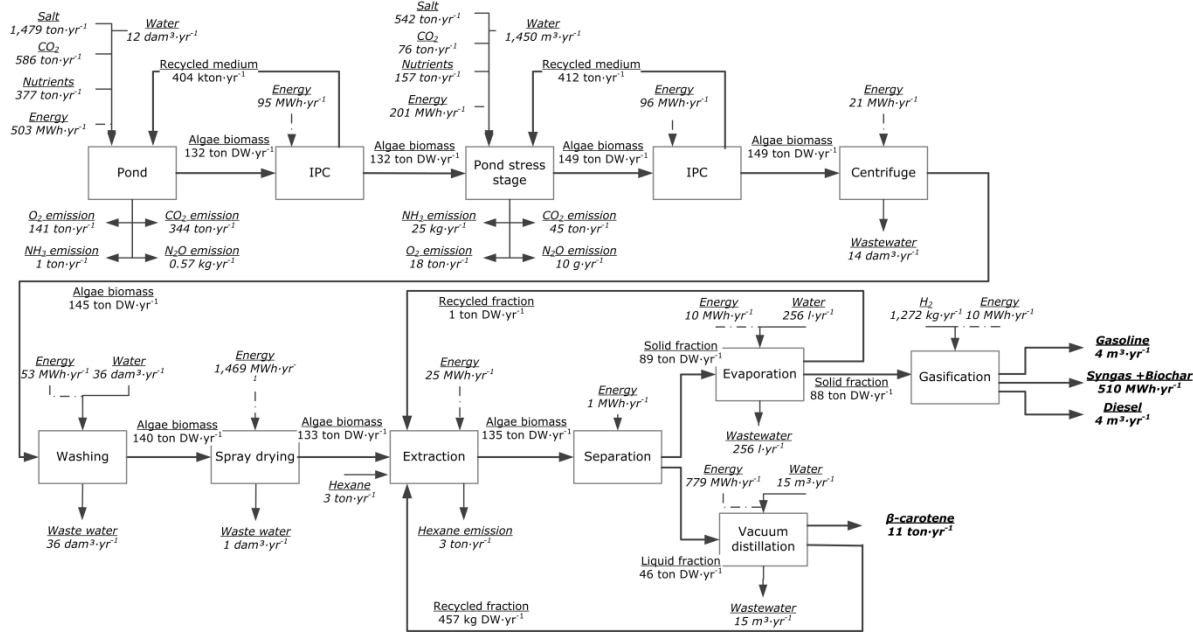 Salt
1,479 ton·yr⁻¹
Water
12 dam³·yr⁻¹
CO₂
586 ton·yr⁻¹
Nutrients
377 ton·yr⁻¹
Energy
503 MWh·yr⁻¹
Recycled medium
404 kton·yr⁻¹
Energy
95 MWh·yr⁻¹
Pond
Algae biomass
132 ton DW·yr⁻¹
IPC
Algae biomass
132 ton DW·yr⁻¹
O₂ emission
141 ton·yr⁻¹
CO₂ emission
344 ton·yr⁻¹
NH₃ emission
1 ton·yr⁻¹
N₂O emission
0.57 kg·yr⁻¹
Salt
542 ton·yr⁻¹
Water
1,450 m³·yr⁻¹
CO₂
76 ton·yr⁻¹
Nutrients
157 ton·yr⁻¹
Energy
201 MWh·yr⁻¹
Recycled medium
412 ton·yr⁻¹
Energy
96 MWh·yr⁻¹
Energy
21 MWh·yr⁻¹
Pond stress
stage
Algae biomass
149 ton DW·yr⁻¹
IPC
Algae biomass
149 ton DW·yr⁻¹
Centrifuge
NH₃ emission
25 kg·yr⁻¹
CO₂ emission
45 ton·yr⁻¹
O₂ emission
18 ton·yr⁻¹
N₂O emission
10 g·yr⁻¹
Wastewater
14 dam³·yr⁻¹
Algae biomass
145 ton DW·yr⁻¹
Energy
53 MWh·yr⁻¹
Water
36 dam³·yr⁻¹
Energy
1,469 MWh·yr⁻¹
Recycled fraction
1 ton DW·yr⁻¹
Energy
25 MWh·yr⁻¹
Washing
Algae biomass
140 ton DW·yr⁻¹
Spray drying
Algae biomass
133 ton DW·yr⁻¹
Extraction
Algae biomass
135 ton DW·yr⁻¹
Energy
1 MWh·yr⁻¹
Separation
Hexane
3 ton·yr⁻¹
Waste water
36 dam³·yr⁻¹
Waste water
1 dam³·yr⁻¹
Hexane emission
3 ton·yr⁻¹
Energy
10 MWh·yr⁻¹
Water
256 l·yr⁻¹
Solid fraction
89 ton DW·yr⁻¹
Evaporation
Solid fraction
88 ton DW·yr⁻¹
Wastewater
256 l·yr⁻¹
H₂
1,272 kg·yr⁻¹
Energy
10 MWh·yr⁻¹
Gasification
Gasoline
4 m³·yr⁻¹
Syngas +Biochar
510 MWh·yr⁻¹
Diesel
4 m³·yr⁻¹
Energy
779 MWh·yr⁻¹
Water
15 m³·yr⁻¹
Vacuum
distillation
β-carotene
11 ton·yr⁻¹
Liquid fraction
46 ton DW·yr⁻¹
Recycled fraction
457 kg DW·yr⁻¹
Wastewater
15 m³·yr⁻¹